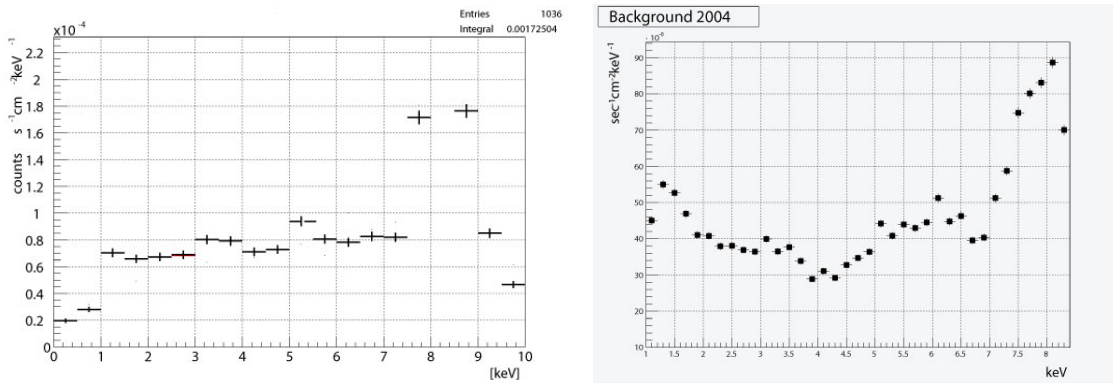 Entries 1036
Integral 0.00172504
x10⁻⁴
2.2
2
1.8
1.6
1.4
1.2
1
0.8
0.6
0.4
0.2
0
counts s ⁻¹cm ⁻²keV ⁻¹
0 1 2 3 4 5 6 7 8 9 10
[keV]
Background 2004
×10⁻⁶
90
80
70
60
50
40
30
20
10
sec⁻¹cm⁻²keV⁻¹
1 1.5 2 2.5 3 3.5 4 4.5 5 5.5 6 6.5 7 7.5 8
keV